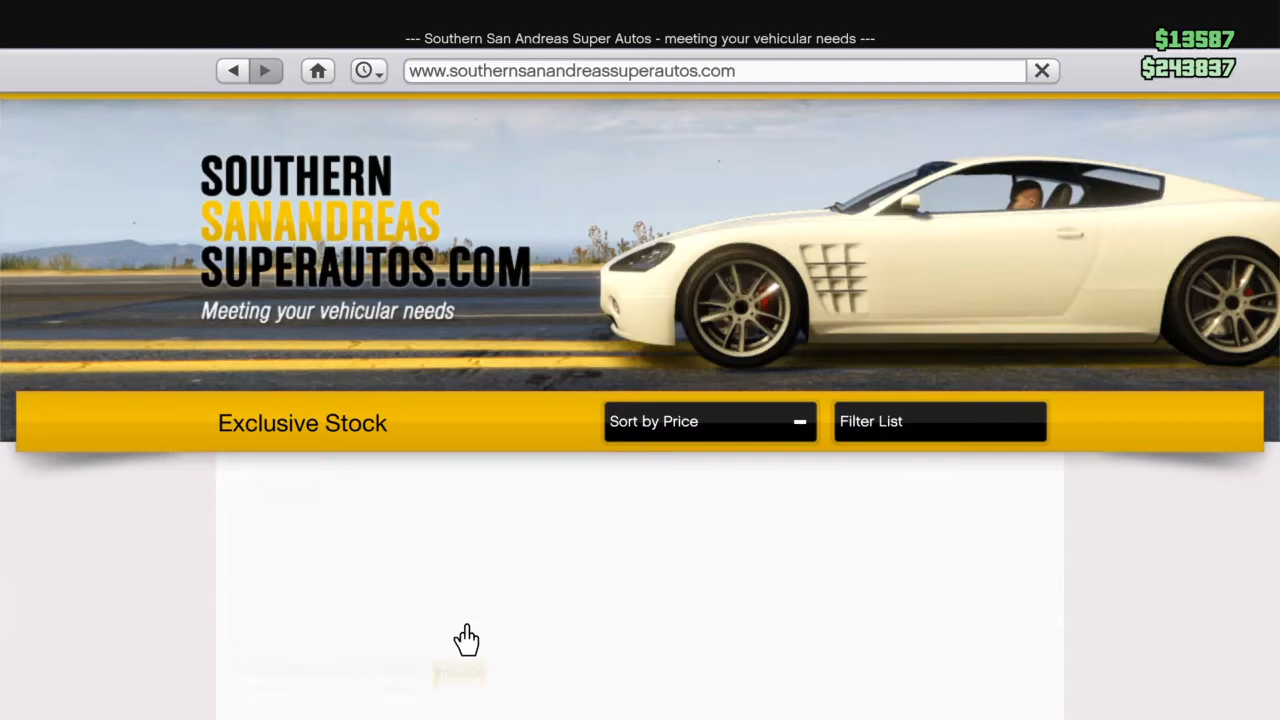 --- Southern San Andreas Super Autos - meeting your vehicular needs ---
$13587
$243837
www.southernsanandreassuperautos.com
SOUTHERN
SANANDREAS
SUPERAUTOS.COM
Meeting your vehicular needs
Exclusive Stock
Sort by Price
Filter List